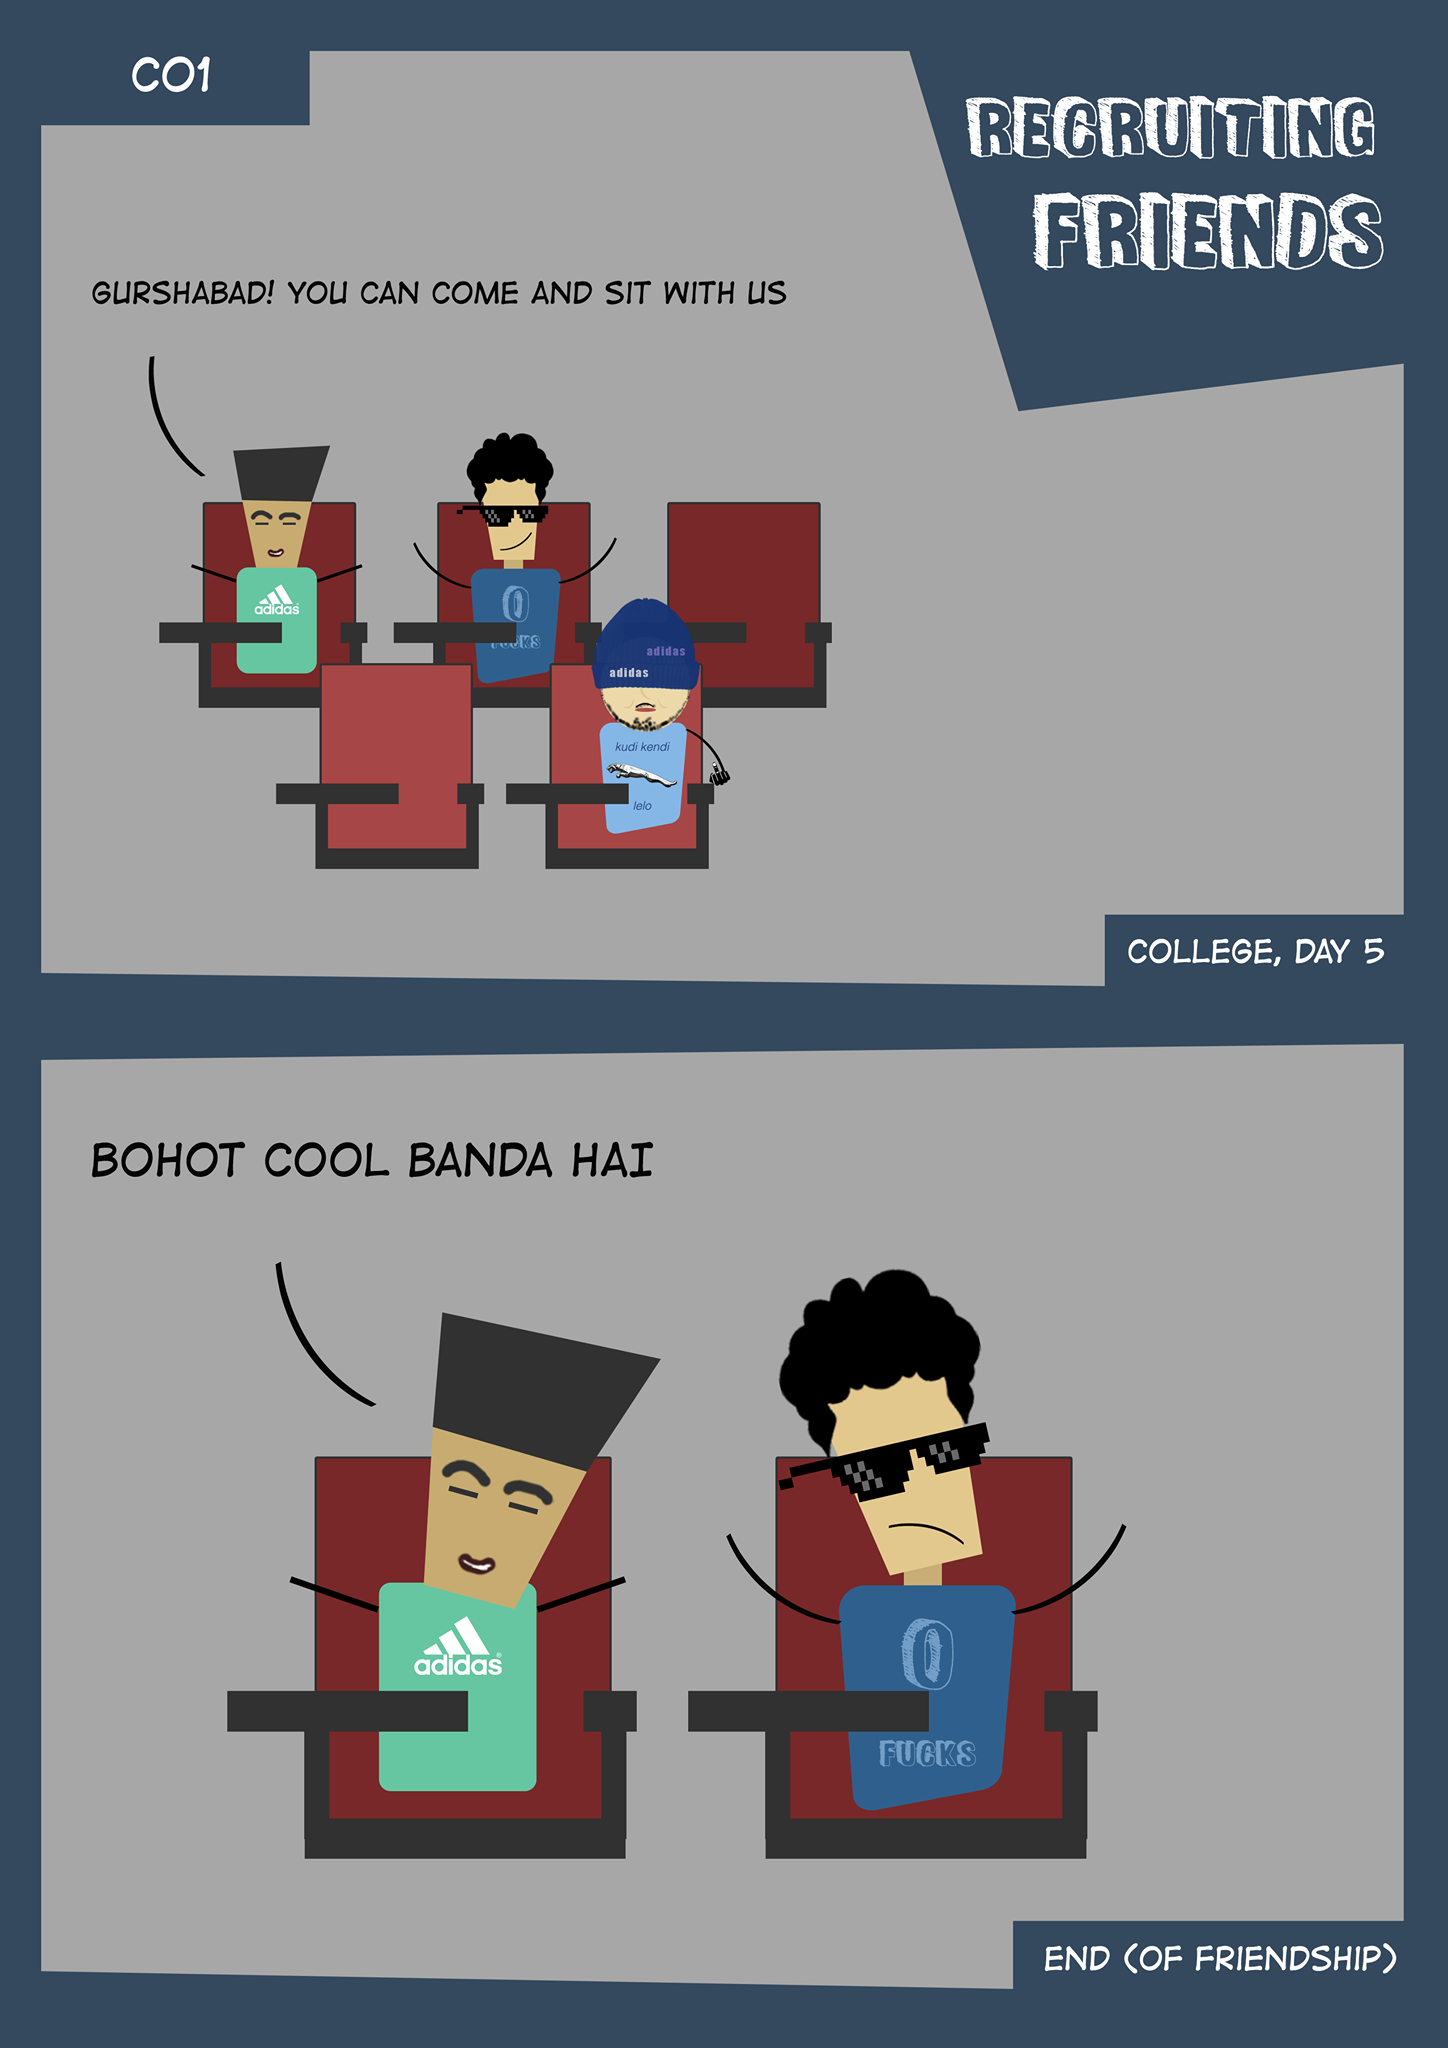 CO1
RECRUITING
FRIENDS
GURSHABAD! YOU CAN COME AND SIT WITH US
adidas
0
FUCKS
adidas
adidas
kudi kendi
lelo
COLLEGE, DAY 5
BOHOT COOL BANDA HAI
adidas
0
FUCKS
END (OF FRIENDSHIP)